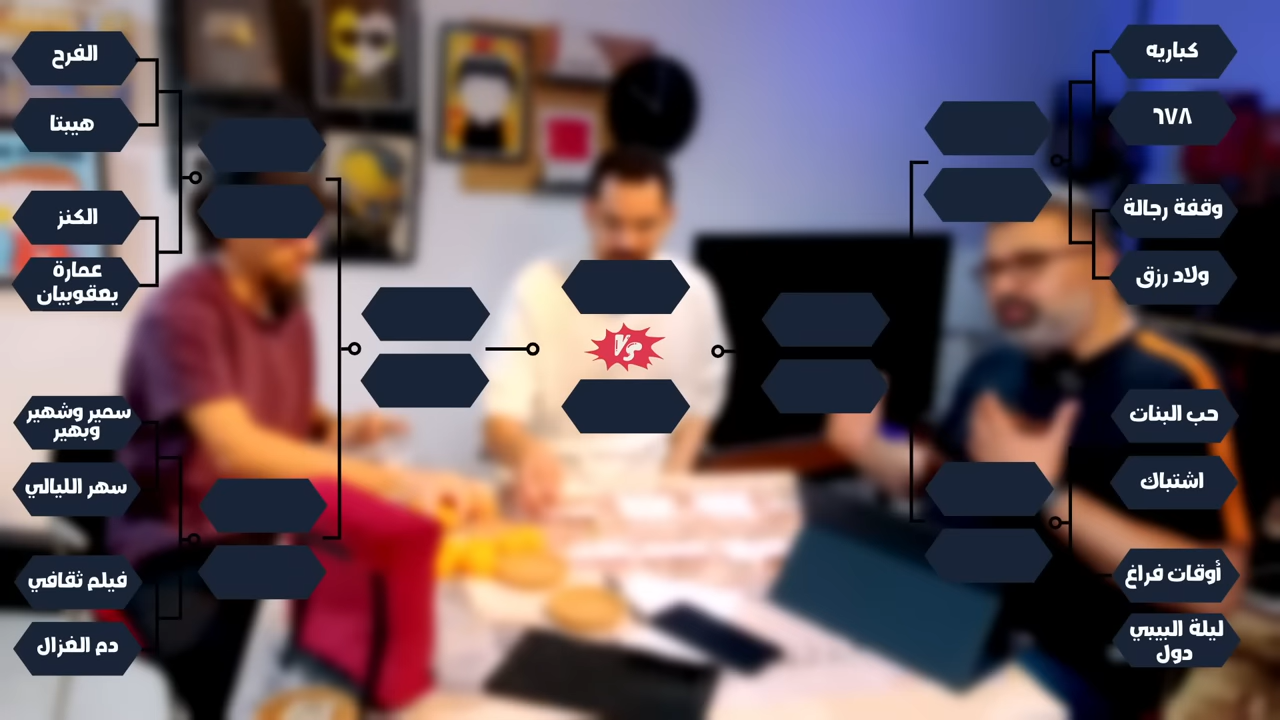 الفرح
هيبتا
الكنز
عمارة
يعقوبيان
سمير وشهير
وبهير
سهر الليالي
فيلم ثقافي
دم الغزال
VS
كباريه
٦٧٨
وقفة رجالة
ولاد رزق
حب البنات
اشتباك
أوقات فراغ
ليلة البيبي
دول